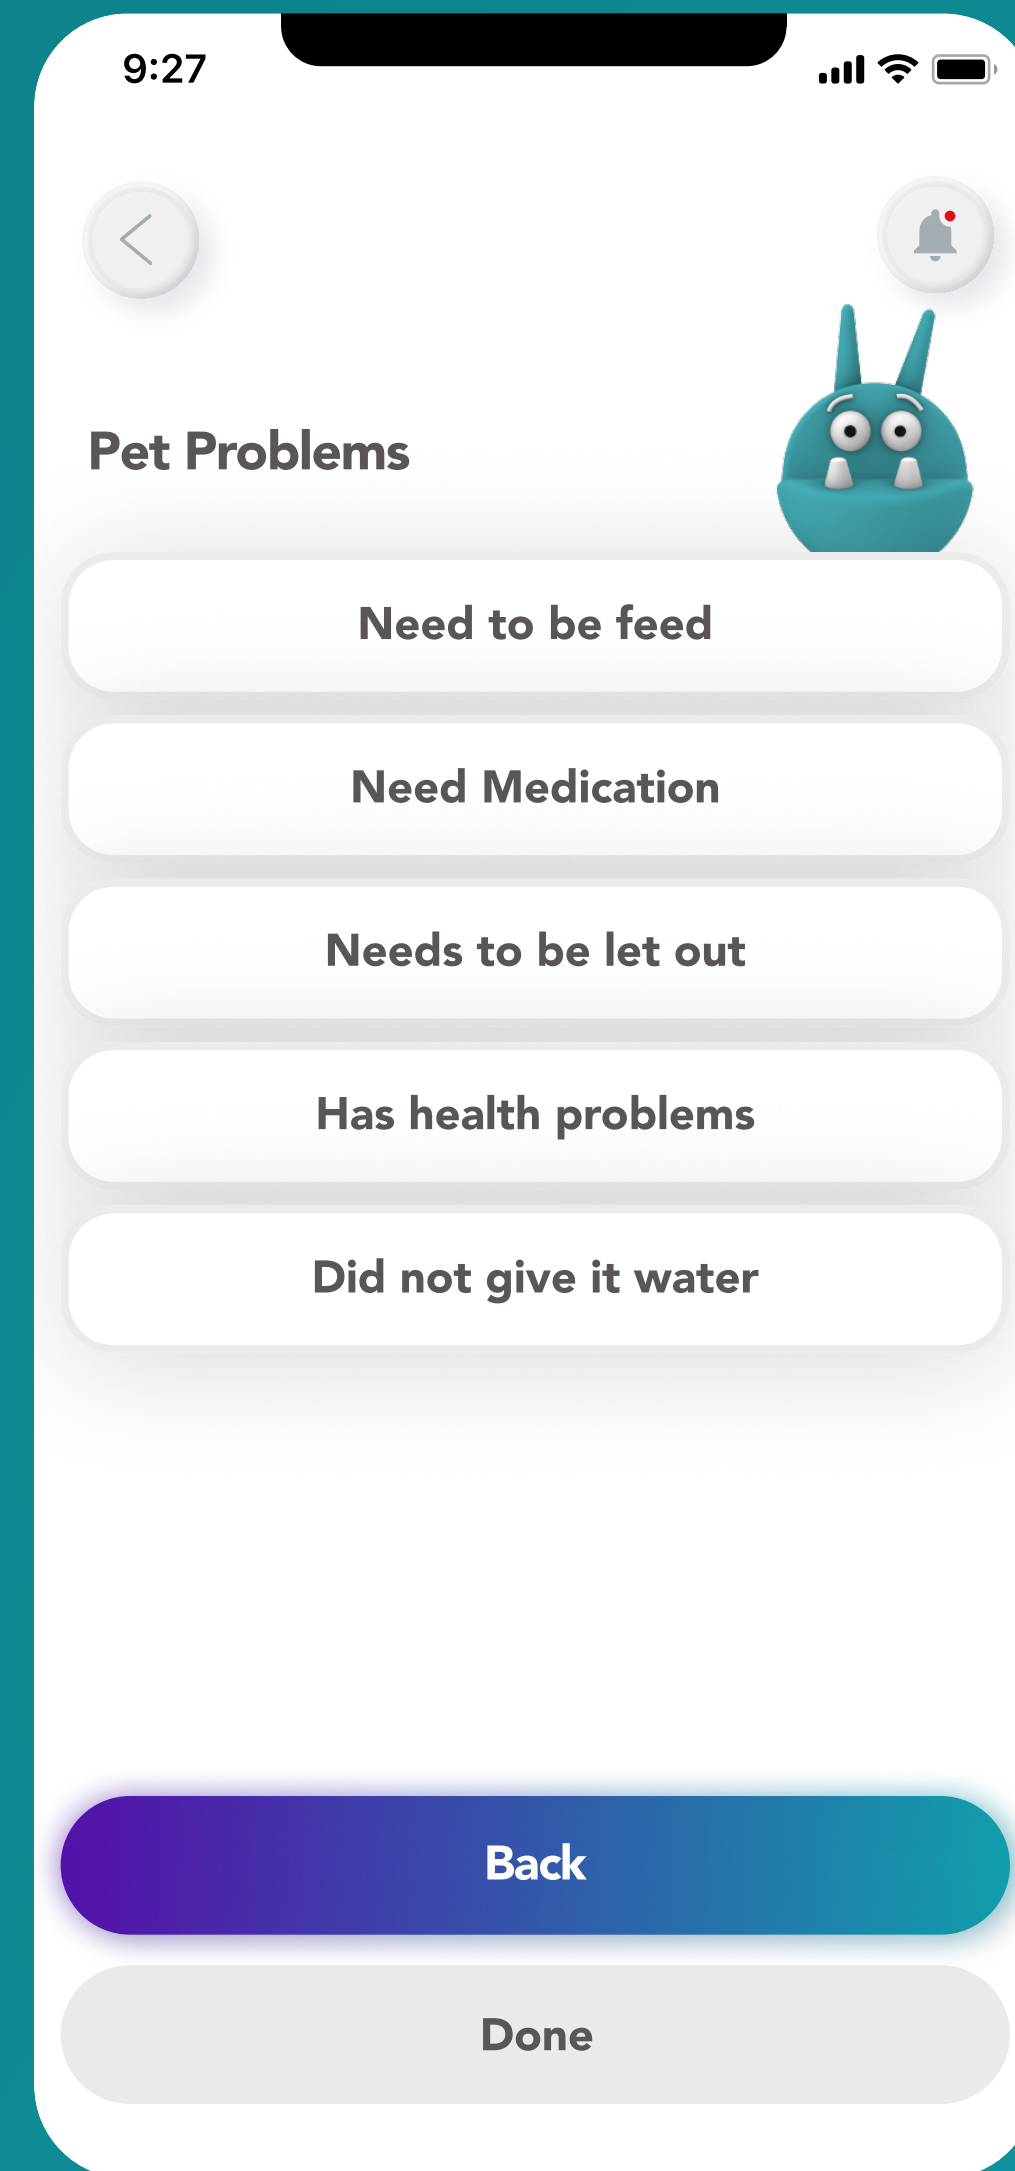 9:27
Pet Problems
Need to be feed
Need Medication
Needs to be let out
Has health problems
Did not give it water
Back
Done